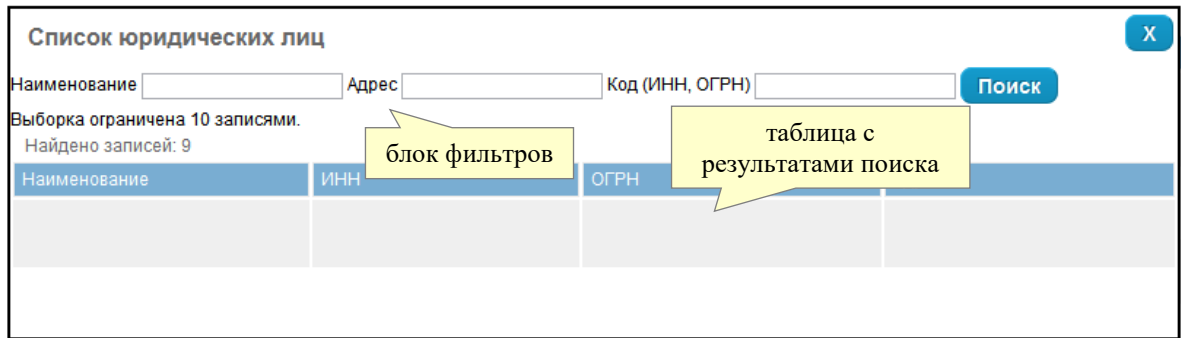 Список юридических лиц
X
Наименование Адрес Код (ИНН, ОГРН) Поиск
Выборка ограничена 10 записями.
Найдено записей: 9
блок фильтров
таблица с
результатами поиска
Наименование ИНН ОГРН